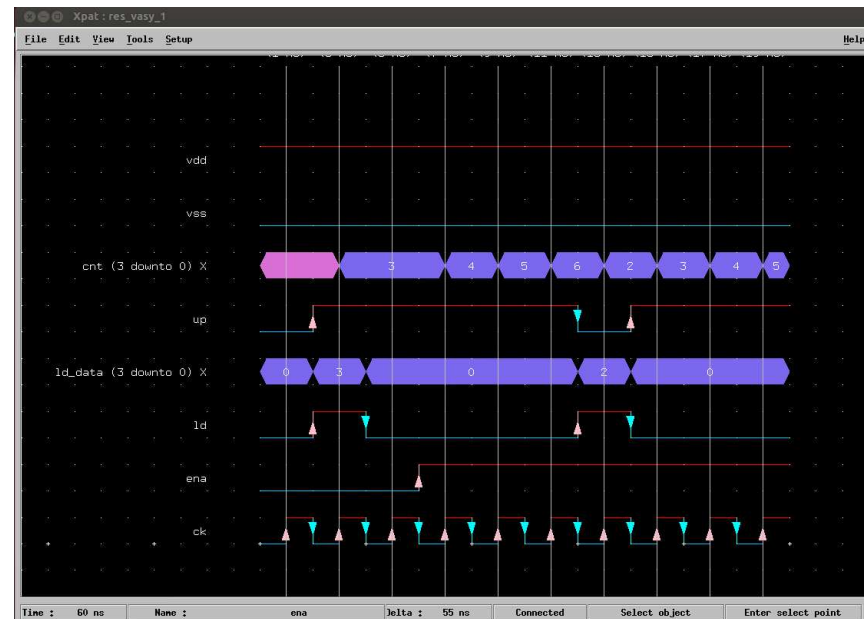 Xpat : res_vasy_1
File Edit View Tools Setup Help
vdd
vss
cnt (3 downto 0) X 3 4 5 6 2 3 4 5
up
ld_data (3 downto 0) X 0 3 0 2 0
ld
ena
ck
Time : 60 ns Name : ena Delta : 55 ns Connected Select object Enter select point